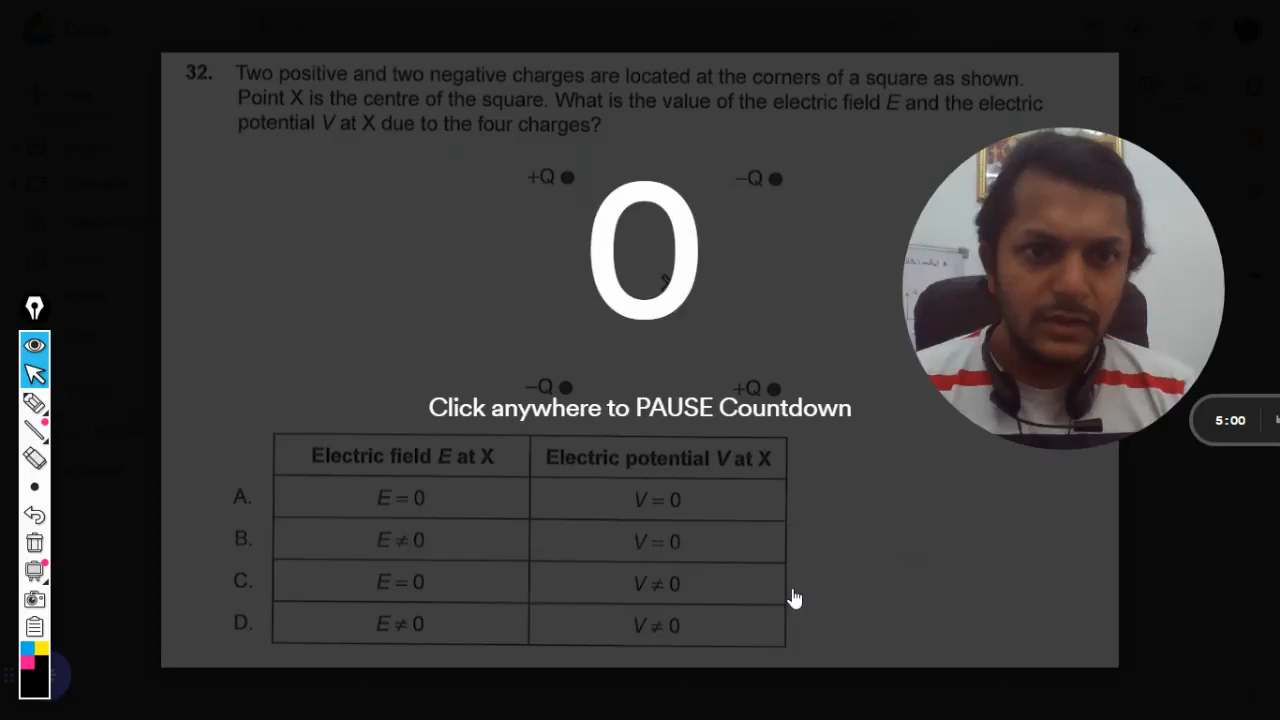 32. Two positive and two negative charges are located at the corners of a square as shown.
Point X is the centre of the square. What is the value of the electric field E and the electric
potential V at X due to the four charges?
+Q
−Q
0
−Q
+Q
Click anywhere to PAUSE Countdown
5:00
Electric field E at X
Electric potential V at X
A. E = 0 V = 0
B. E ≠ 0 V = 0
C. E = 0 V ≠ 0
D. E ≠ 0 V ≠ 0